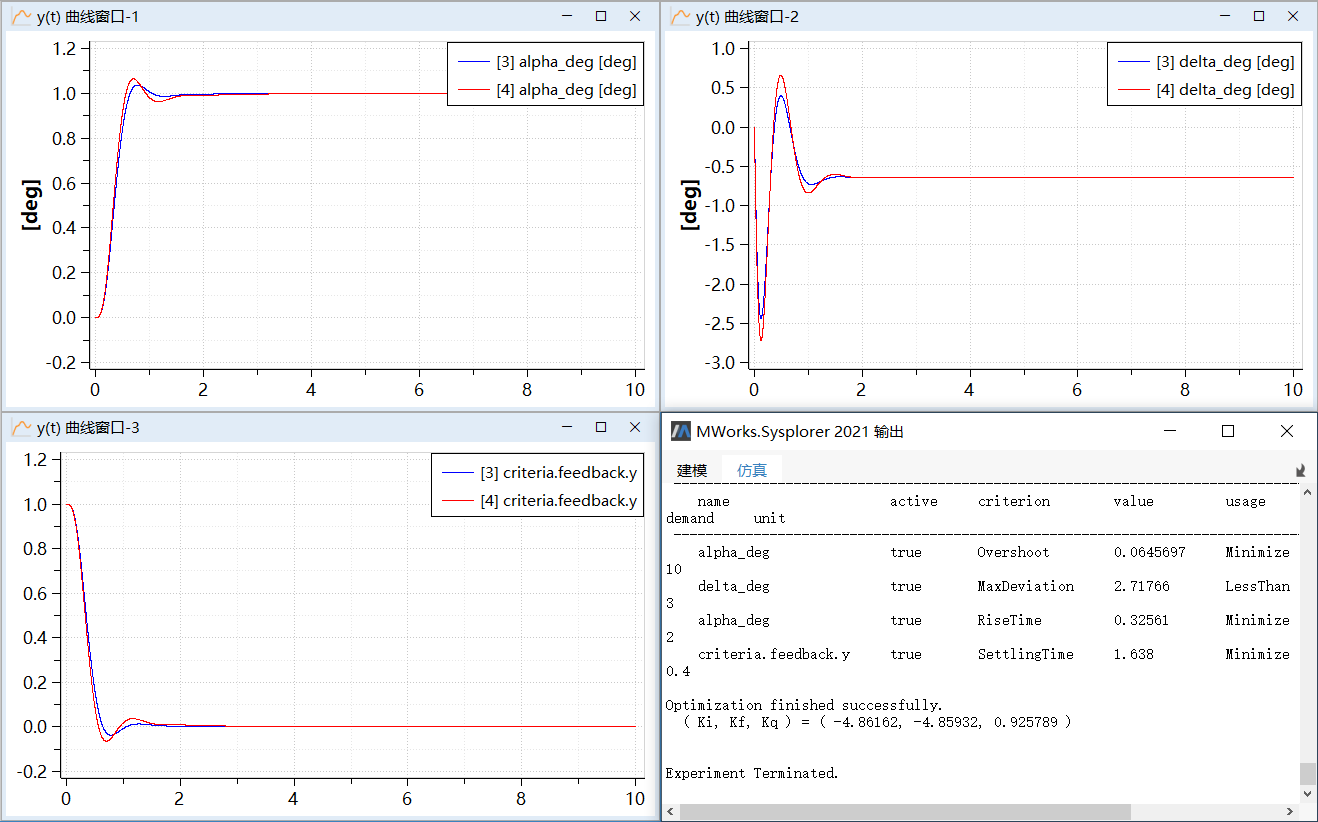 y(t) 曲线窗口-1
[3] alpha_deg [deg]
[4] alpha_deg [deg]
1.2
1.0
0.8
0.6
0.4
0.2
0.0
-0.2
[deg]
0 2 4 6 8 10
y(t) 曲线窗口-2
[3] delta_deg [deg]
[4] delta_deg [deg]
1.0
0.5
0.0
-0.5
-1.0
-1.5
-2.0
-2.5
-3.0
[deg]
0 2 4 6 8 10
y(t) 曲线窗口-3
[3] criteria.feedback.y
[4] criteria.feedback.y
1.2
1.0
0.8
0.6
0.4
0.2
0.0
-0.2
0 2 4 6 8 10
MWorks.Sysplorer 2021 输出
建模 仿真
name active criterion value usage
demand unit
alpha_deg true Overshoot 0.0645697 Minimize
10
delta_deg true MaxDeviation 2.71766 LessThan
3
alpha_deg true RiseTime 0.32561 Minimize
2
criteria.feedback.y true SettlingTime 1.638 Minimize
0.4
Optimization finished successfully.
( Ki, Kf, Kq ) = ( -4.86162, -4.85932, 0.925789 )
Experiment Terminated.